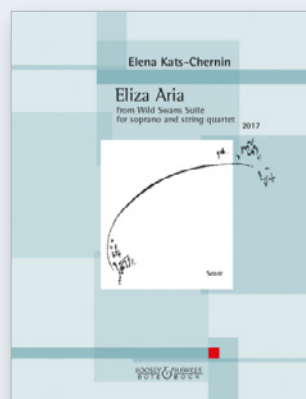 Elena Kats-Chernin
Eliza Aria
from Wild Swans Suite
for soprano and string quartet
2017
Score
BOOSEY & HAWKES
BOTE & BOCK